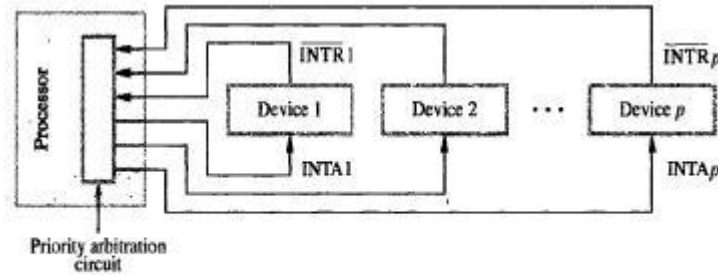 Processor
INTR1
INTRp
Device 1
Device 2
...
Device p
INTA1
INTAp
Priority arbitration
circuit